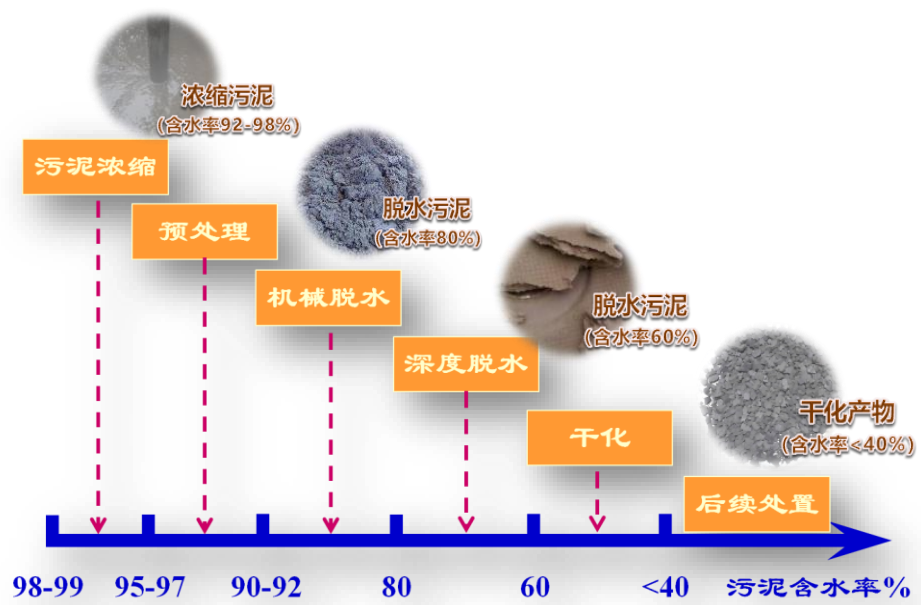 浓缩污泥
(含水率92-98%)
污泥浓缩
脱水污泥
(含水率80%)
预处理
机械脱水
脱水污泥
(含水率60%)
深度脱水
干化产物
(含水率<40%)
干化
后续处置
98-99
95-97
90-92
80
60
<40
污泥含水率%